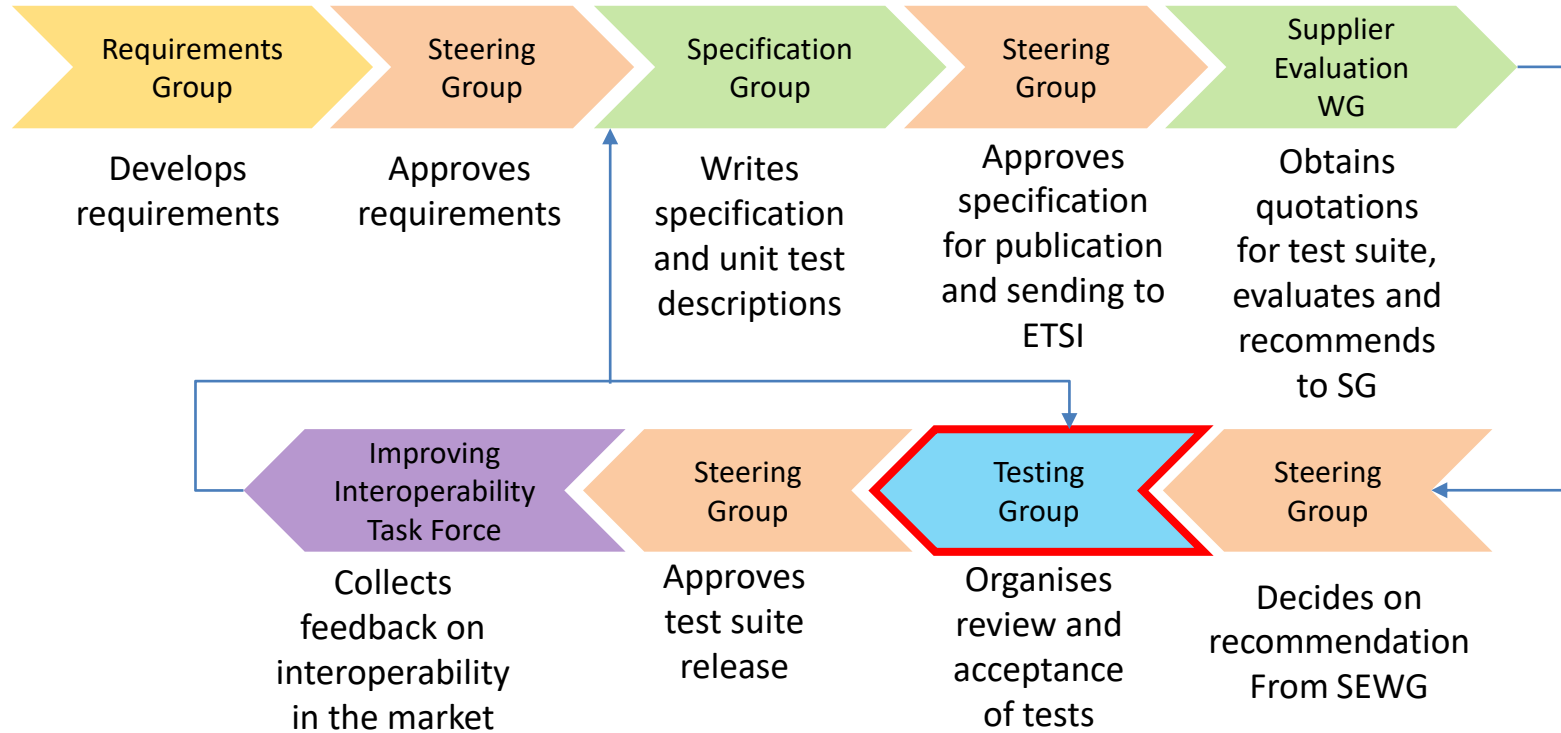 Requirements
Group
Steering
Group
Specification
Group
Steering
Group
Supplier
Evaluation
WG
Develops
requirements
Approves
requirements
Writes
specification
and unit test
descriptions
Approves
specification
for publication
and sending to
ETSI
Obtains
quotations
for test suite,
evaluates and
recommends
to SG
Improving
Interoperability
Task Force
Steering
Group
Testing
Group
Steering
Group
Collects
feedback on
interoperability
in the market
Approves
test suite
release
Organises
review and
acceptance
of tests
Decides on
recommendation
From SEWG